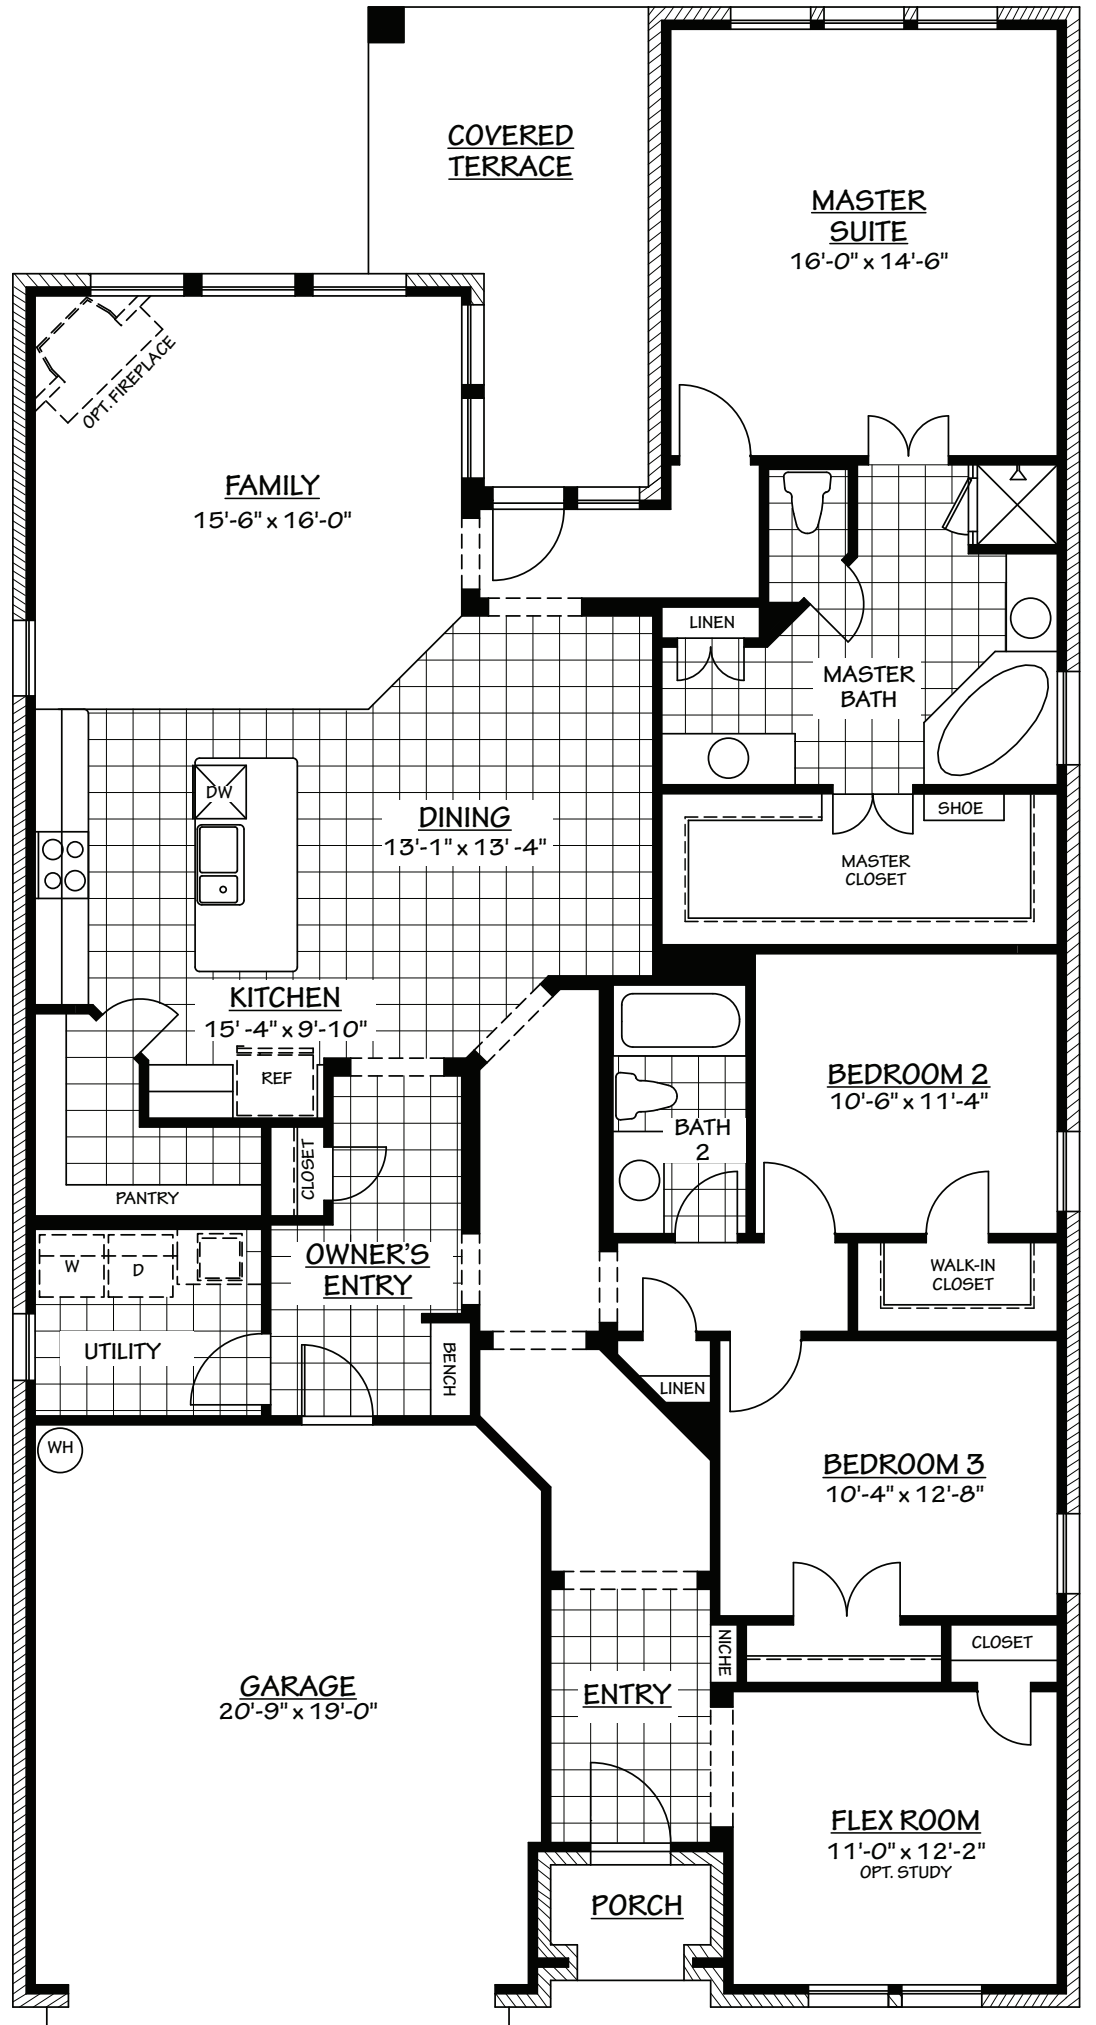 COVERED
TERRACE
MASTER
SUITE
16'-0" x 14'-6"
OPT. FIREPLACE
FAMILY
15'-6" x 16'-0"
LINEN
MASTER
BATH
DW
DINING
13'-1" x 13'-4"
SHOE
MASTER
CLOSET
KITCHEN
15'-4" x 9'-10"
REF
BEDROOM 2
10'-6" x 11'-4"
BATH
2
CLOSET
PANTRY
OWNER'S
ENTRY
W
D
WALK-IN
CLOSET
UTILITY
BENCH
LINEN
WH
BEDROOM 3
10'-4" x 12'-8"
NICHE
CLOSET
GARAGE
20'-9" x 19'-0"
ENTRY
FLEX ROOM
11'-0" x 12'-2"
OPT. STUDY
PORCH